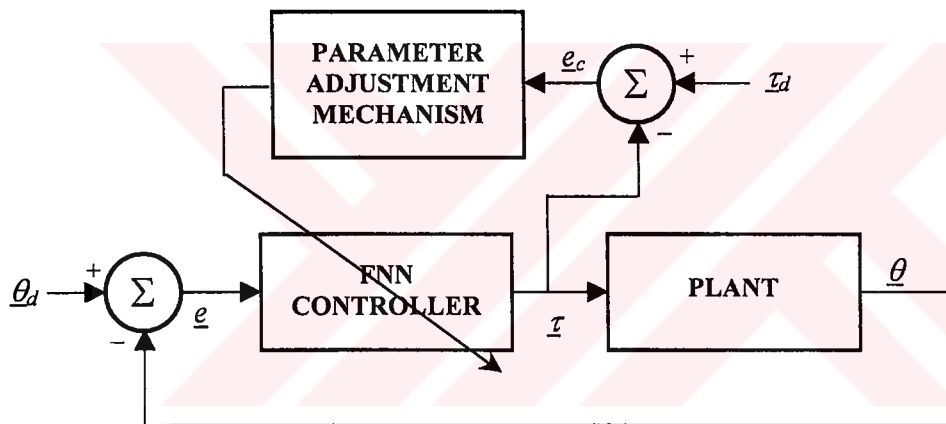 PARAMETER
ADJUSTMENT
MECHANISM
e_c
Σ
+
τ_d
−
θ_d
+
Σ
−
e
FNN
CONTROLLER
τ
PLANT
θ